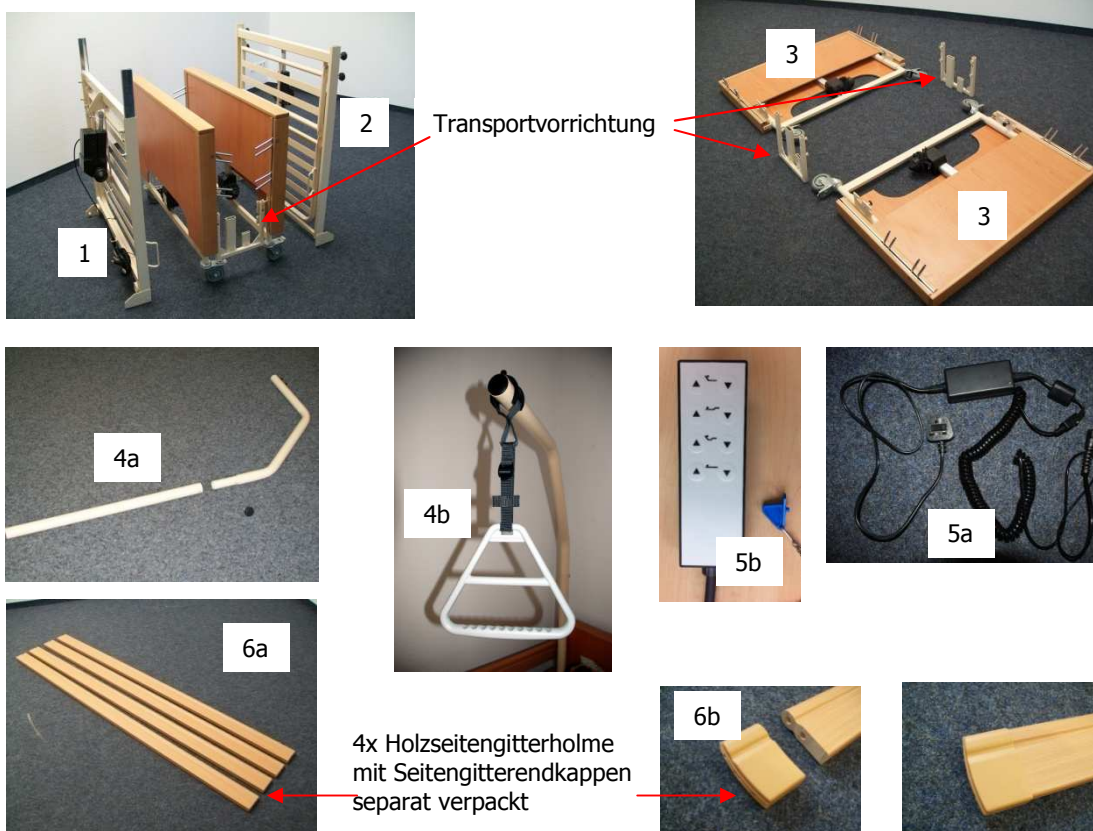 3
2
Transportvorrichtung
1
3
4a
4b
5b
5a
6a
6b
4x Holzseitengitterholme
mit Seitengitterendkappen
separat verpackt